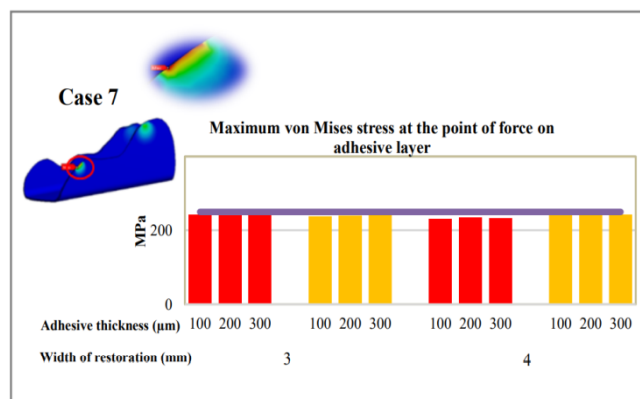 Case 7
Maximum von Mises stress at the point of force on
adhesive layer
MPa
200
0
Adhesive thickness (µm) 100 200 300 100 200 300 100 200 300 100 200 300
Width of restoration (mm) 3 4